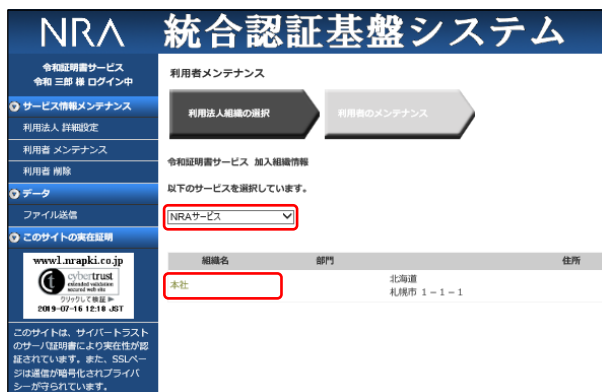 NRA 統合認証基盤システム
令和証明書サービス
令和 三郎 様 ログイン中
サービス情報メンテナンス
利用法人 詳細設定
利用者 メンテナンス
利用者 削除
データ
ファイル送信
このサイトの実在証明
www1.nrapki.co.jp
cybertrust
extended validation
secured web site
クリックして検証
2019-07-16 12:18 JST
このサイトは、サイバートラスト
のサーバ証明書により実在性が認
証されています。また、SSLペー
ジは通信が暗号化されプライバ
シーが守られています。
利用者メンテナンス
利用法人組織の選択
利用者のメンテナンス
令和証明書サービス 加入組織情報
以下のサービスを選択しています。
NRAサービス
組織名 部門 住所
本社 北海道
札幌市 1-1-1